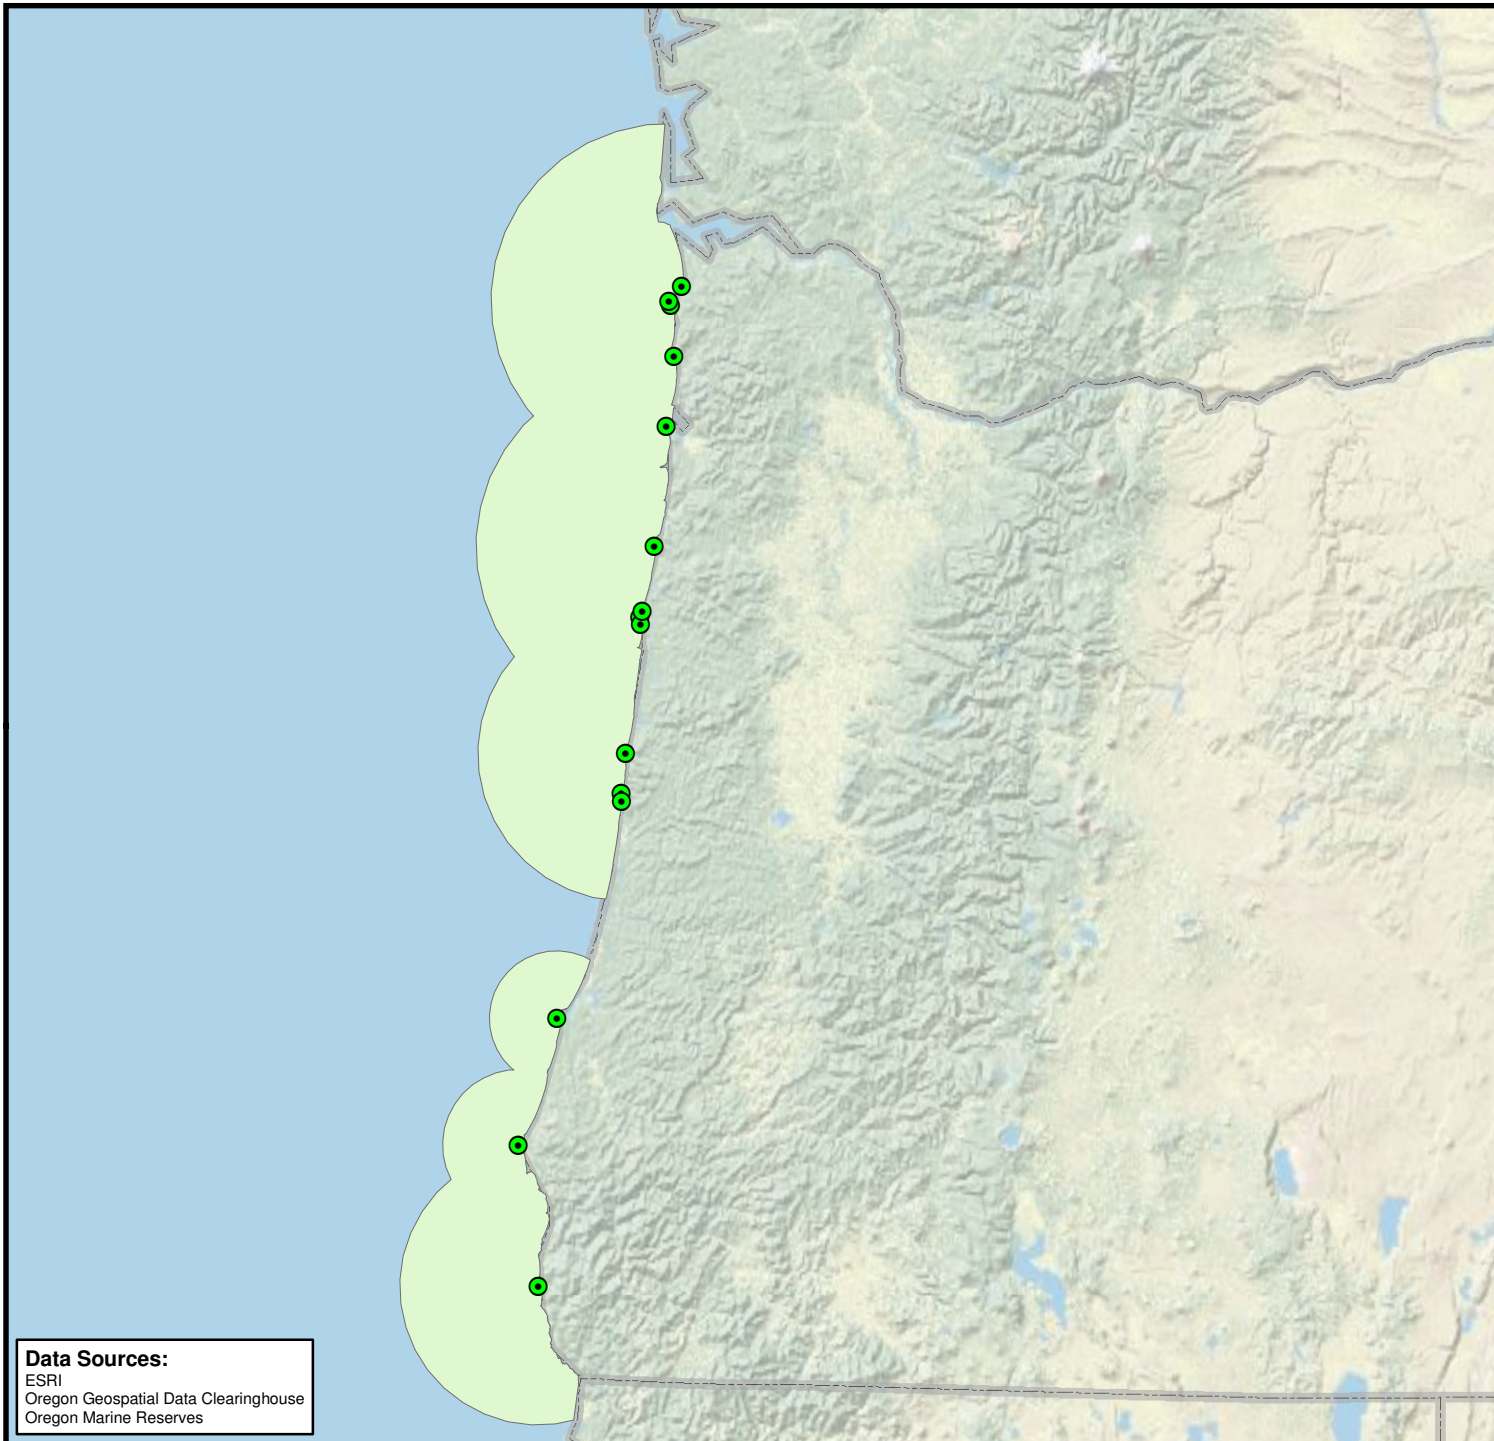 Data Sources:
ESRI
Oregon Geospatial Data Clearinghouse
Oregon Marine Reserves